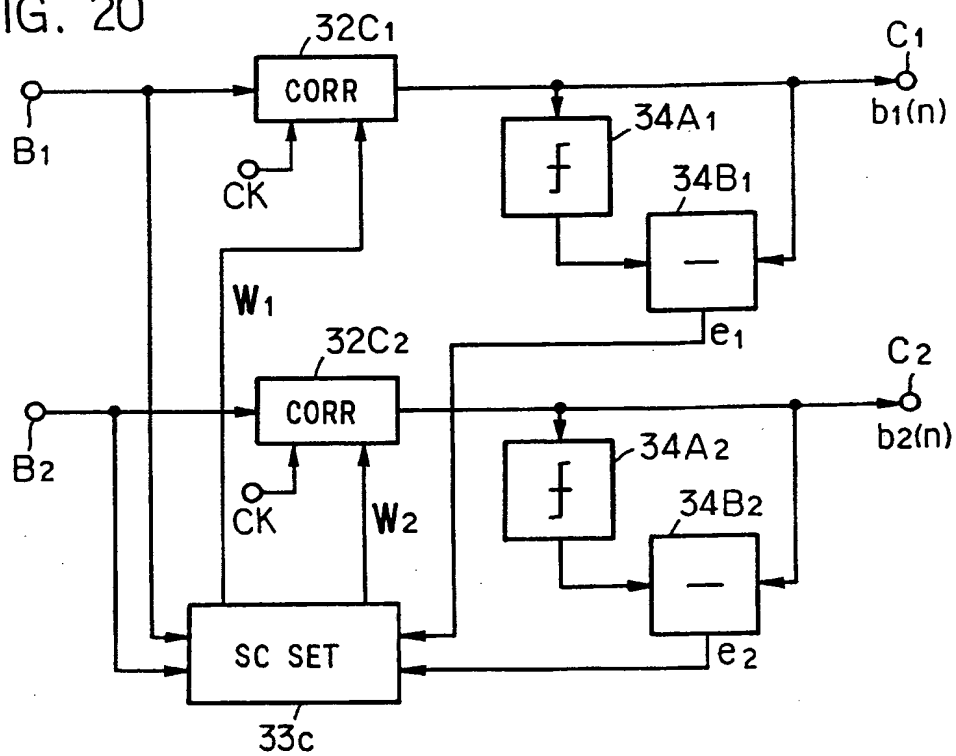 FIG. 20
32C1
C1
CORR
b1(n)
B1
34A1
CK
34B1
—
W1
e1
32C2
C2
CORR
b2(n)
B2
34A2
CK
W2
34B2
—
SC SET
e2
33c